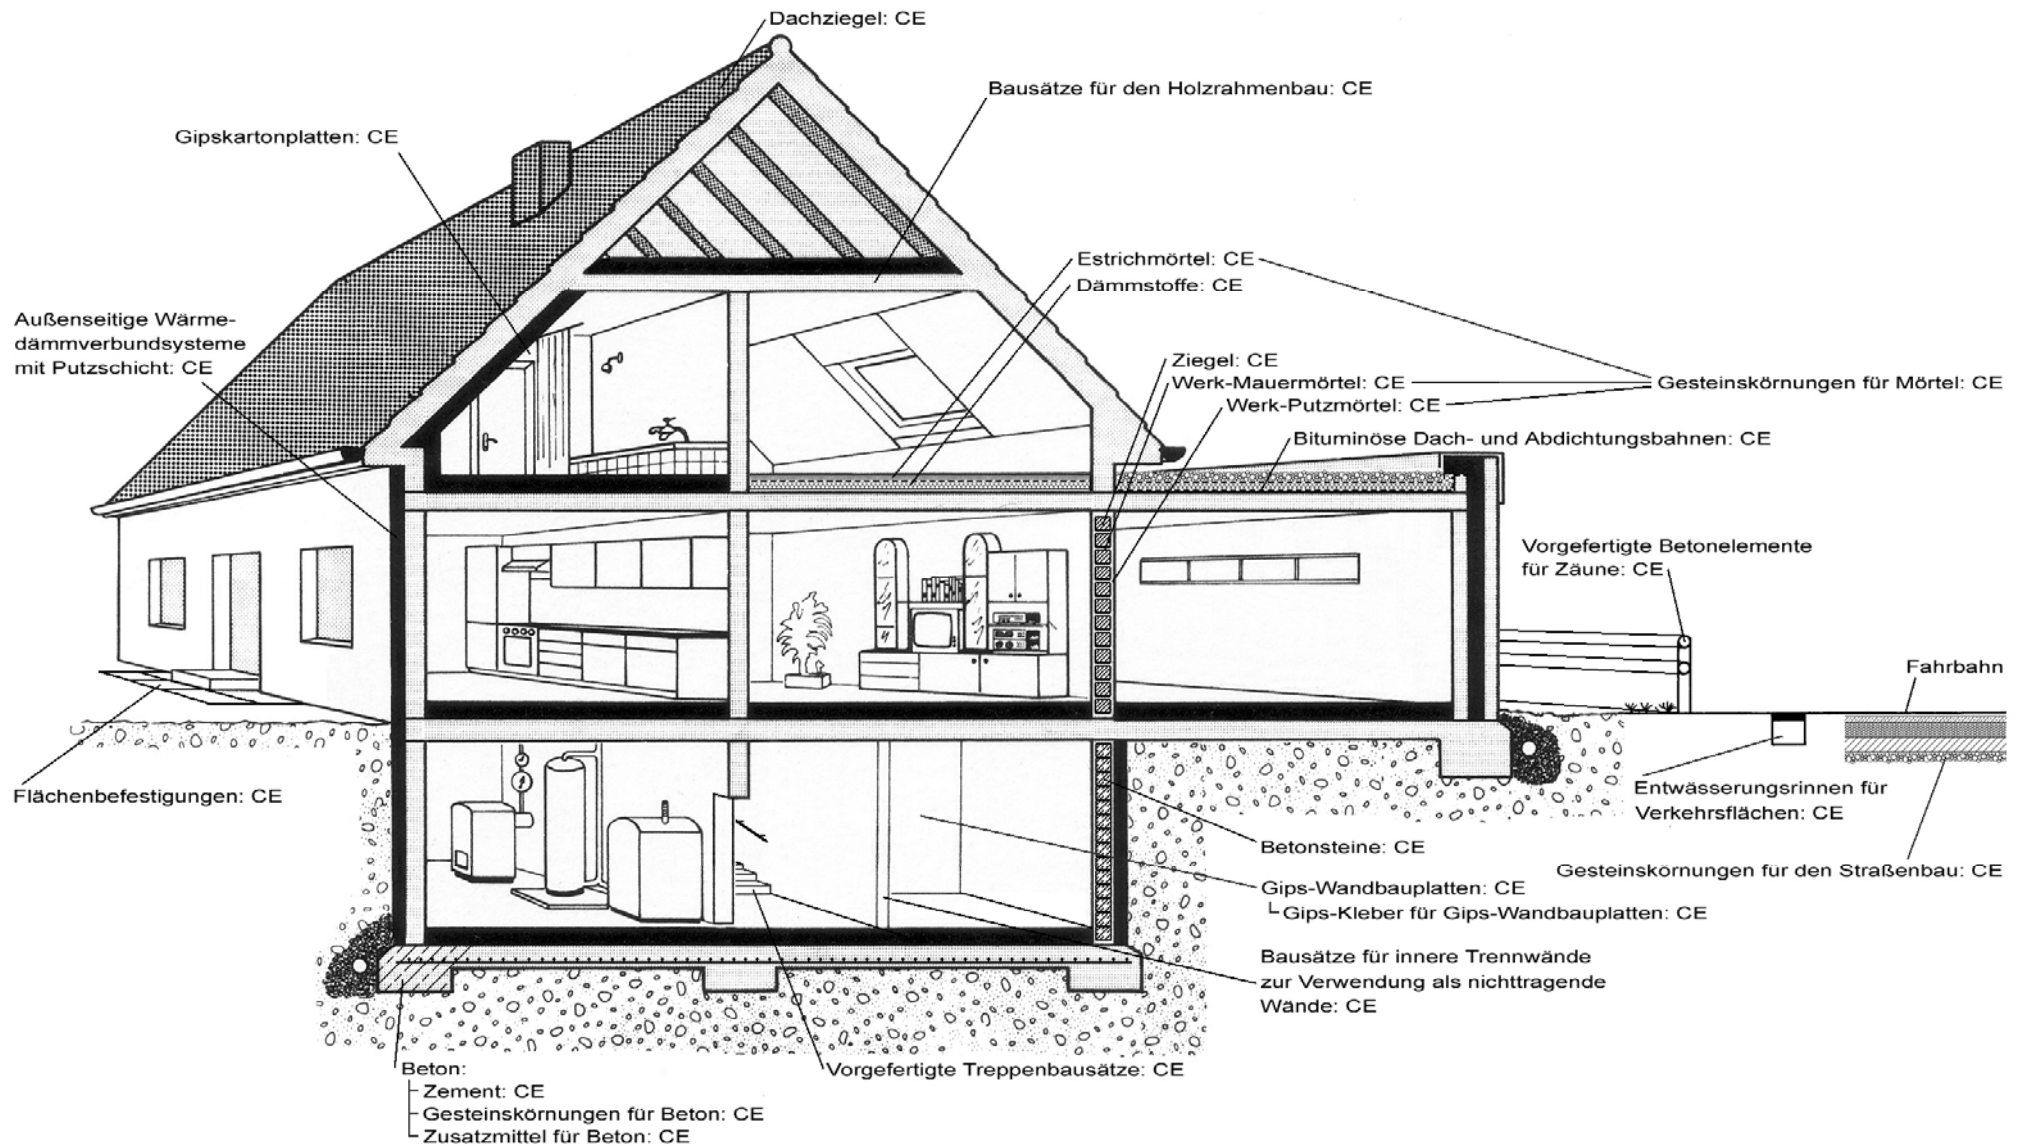 Dachziegel: CE
Bausätze für den Holzrahmenbau: CE
Gipskartonplatten: CE
Estrichmörtel: CE
Dämmstoffe: CE
Außenseitige Wärme-
dämmverbundsysteme
mit Putzschicht: CE
Ziegel: CE
Werk-Mauermörtel: CE
Gesteinskörnungen für Mörtel: CE
Werk-Putzmörtel: CE
Bituminöse Dach- und Abdichtungsbahnen: CE
Vorgefertigte Betonelemente
für Zäune: CE
Fahrbahn
Flächenbefestigungen: CE
Entwässerungsrinnen für
Verkehrsflächen: CE
Betonsteine: CE
Gesteinskörnungen für den Straßenbau: CE
Gips-Wandbauplatten: CE
Gips-Kleber für Gips-Wandbauplatten: CE
Bausätze für innere Trennwände
zur Verwendung als nichttragende
Wände: CE
Beton:
Zement: CE
Gesteinskörnungen für Beton: CE
Zusatzmittel für Beton: CE
Vorgefertigte Treppenbausätze: CE